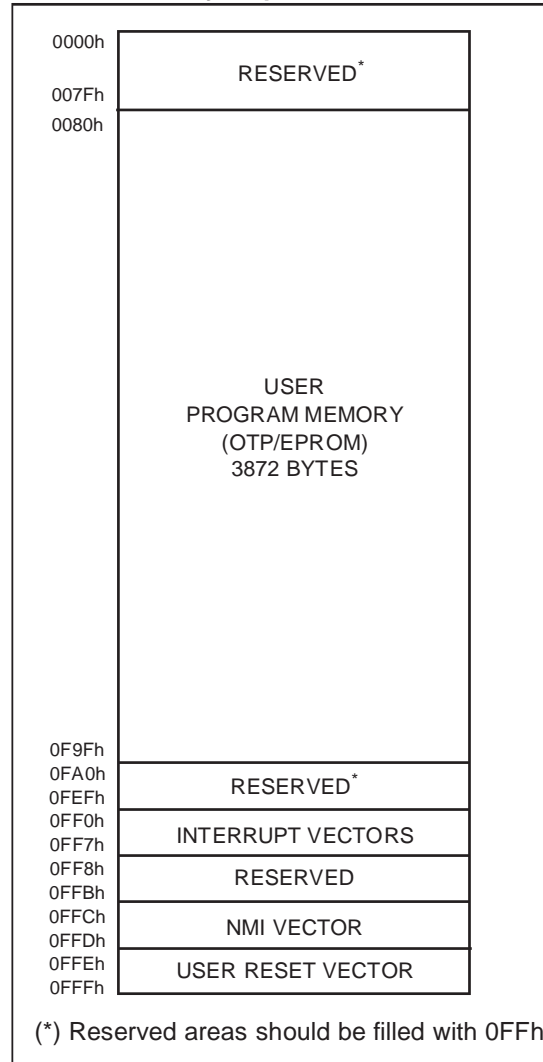 0000h
RESERVED*
007Fh
0080h
USER
PROGRAM MEMORY
(OTP/EPROM)
3872 BYTES
0F9Fh
0FA0h
RESERVED*
0FEFh
0FF0h
INTERRUPT VECTORS
0FF7h
0FF8h
RESERVED
0FFBh
0FFCh
NMI VECTOR
0FFDh
0FFEh
USER RESET VECTOR
0FFFh
(*) Reserved areas should be filled with 0FFh